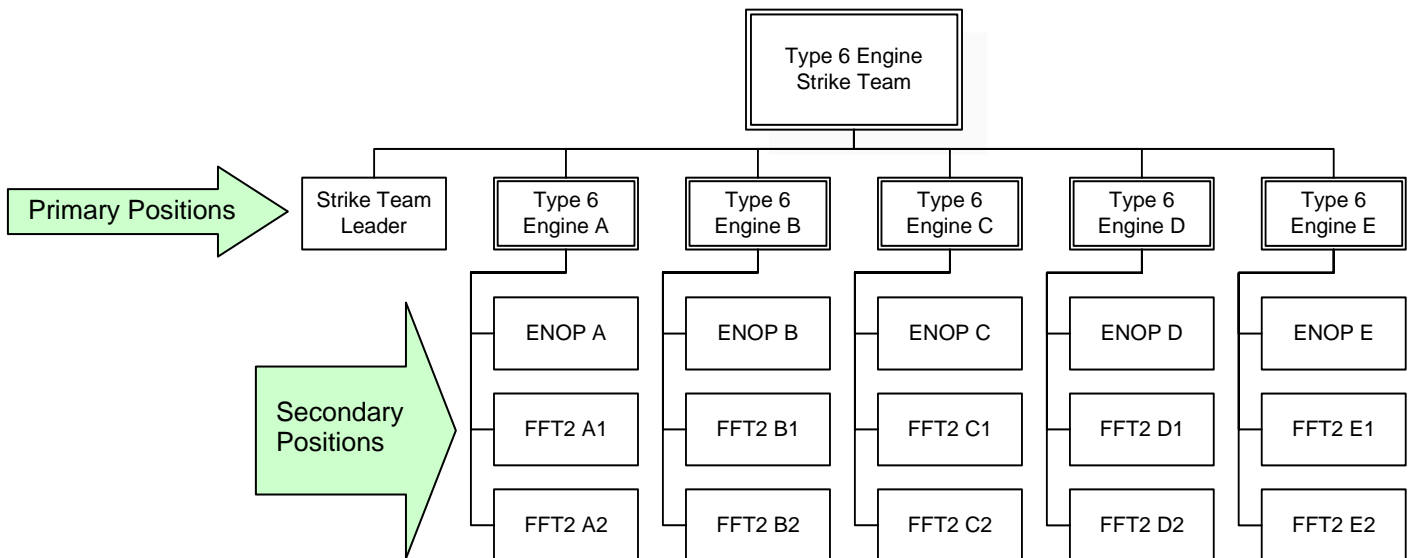 Type 6 Engine
Strike Team
Primary Positions
Strike Team
Leader
Type 6
Engine A
Type 6
Engine B
Type 6
Engine C
Type 6
Engine D
Type 6
Engine E
ENOP A
ENOP B
ENOP C
ENOP D
ENOP E
Secondary
Positions
FFT2 A1
FFT2 B1
FFT2 C1
FFT2 D1
FFT2 E1
FFT2 A2
FFT2 B2
FFT2 C2
FFT2 D2
FFT2 E2